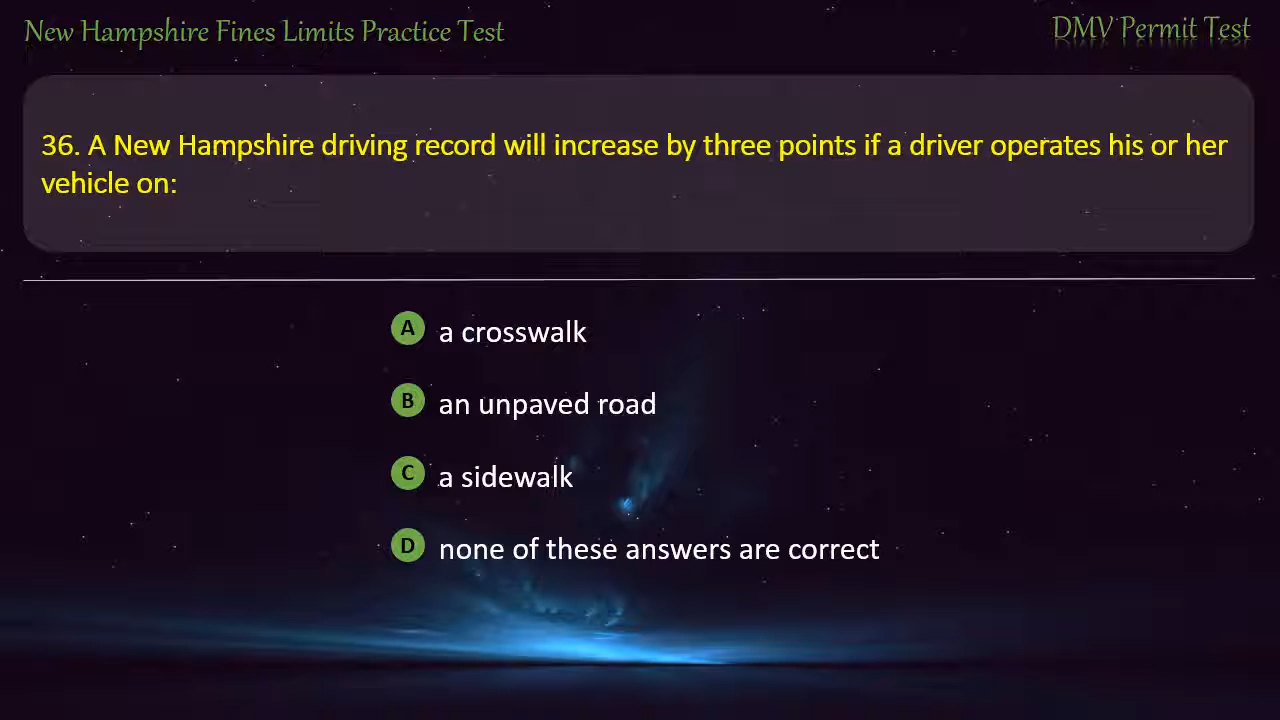 New Hampshire Fines Limits Practice Test
DMV Permit Test
36. A New Hampshire driving record will increase by three points if a driver operates his or her
vehicle on:
A a crosswalk
B an unpaved road
C a sidewalk
D none of these answers are correct